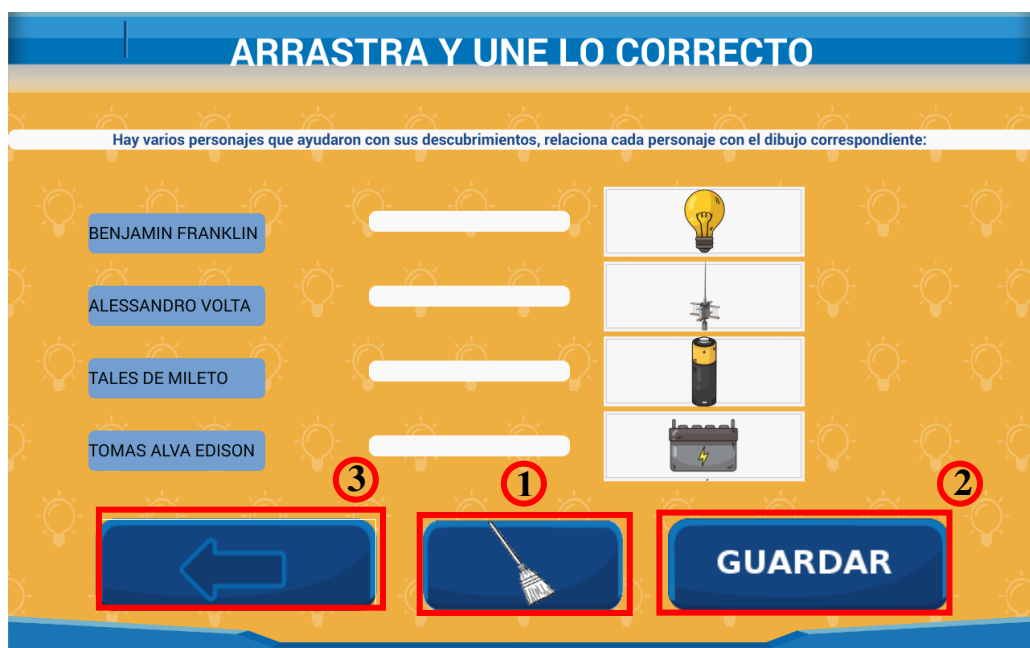 ARRASTRA Y UNE LO CORRECTO
Hay varios personajes que ayudaron con sus descubrimientos, relaciona cada personaje con el dibujo correspondiente:
BENJAMIN FRANKLIN
ALESSANDRO VOLTA
TALES DE MILETO
TOMAS ALVA EDISON
3
1
2
GUARDAR